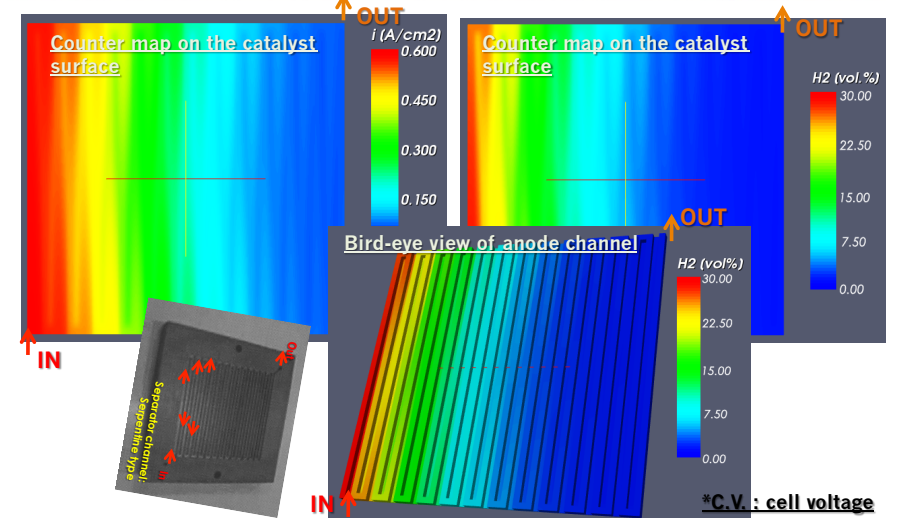 OUT
Counter map on the catalyst
surface
i (A/cm2)
0.600
0.450
0.300
0.150
IN
OUT
Counter map on the catalyst
surface
H2 (vol.%)
30.00
22.50
15.00
7.50
0.00
OUT
Bird-eye view of anode channel
H2 (vol%)
30.00
22.50
15.00
7.50
0.00
IN
Out
Separator channel:
Serpentine type
In
*C.V. : cell voltage